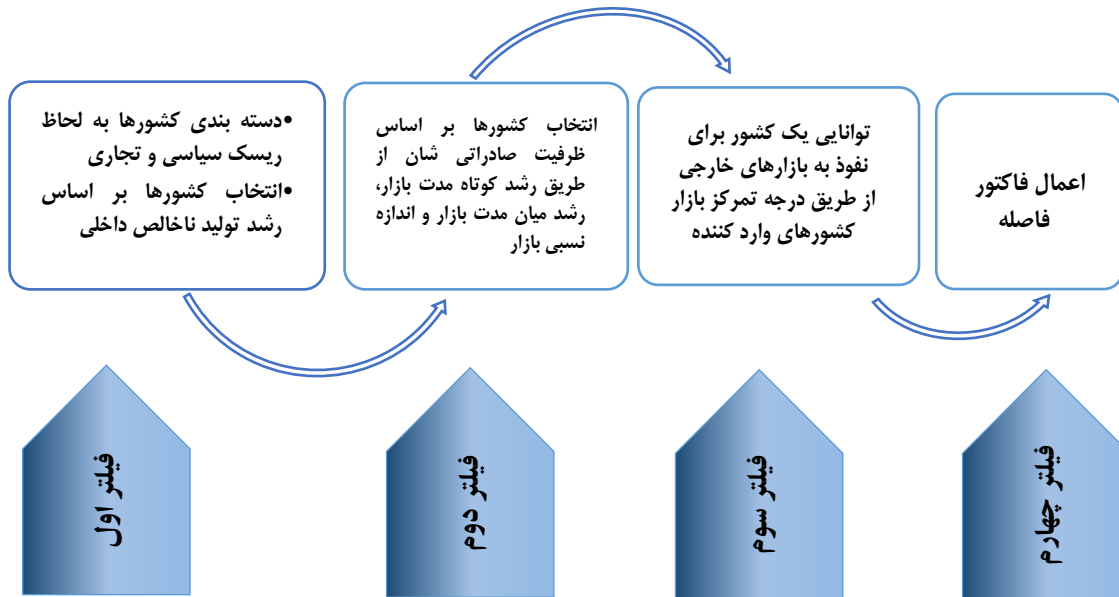 •دسته بندی کشورها به لحاظ
ریسک سیاسی و تجاری
•انتخاب کشورها بر اساس
رشد تولید ناخالص داخلی
انتخاب کشورها بر اساس
ظرفیت صادراتی شان از
طریق رشد کوتاه مدت بازار،
رشد میان مدت بازار و اندازه
نسبی بازار
توانایی یک کشور برای
نفوذ به بازارهای خارجی
از طریق درجه تمرکز بازار
کشورهای وارد کننده
اعمال فاکتور
فاصله
فیلتر اول
فیلتر دوم
فیلتر سوم
فیلتر چهارم